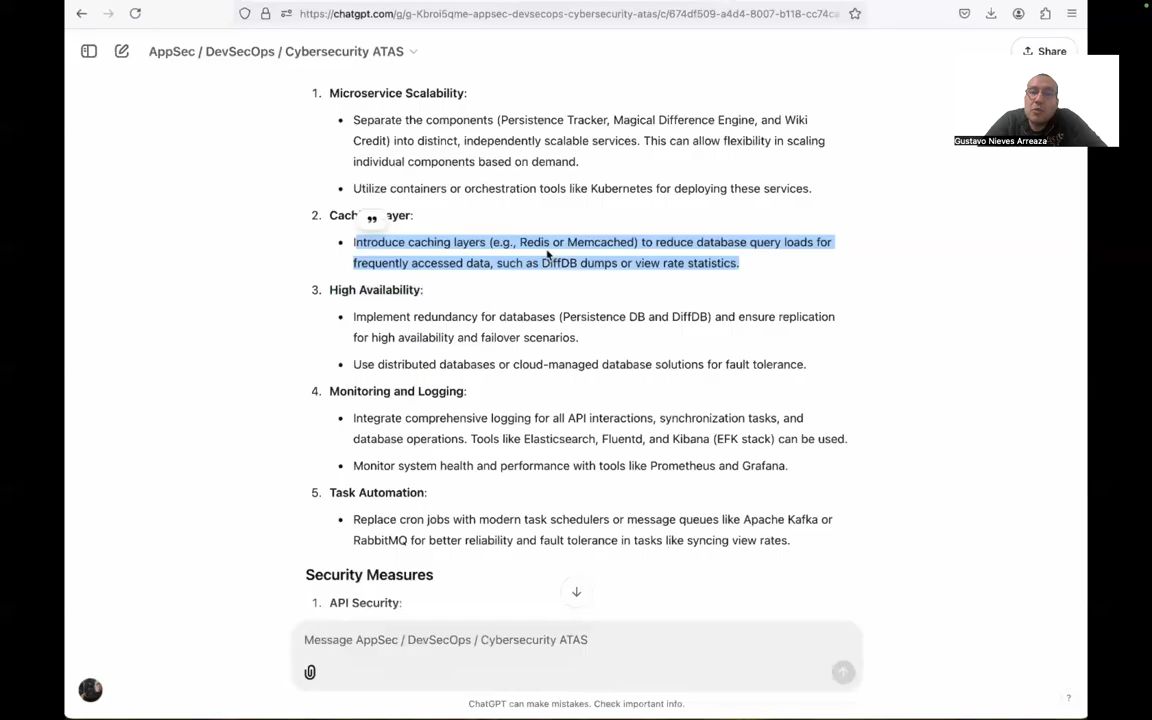 https://chatgpt.com/g/g-Kbroi5qme-appsec-devsecops-cybersecurity-atas/c/674df509-a4d4-8007-b118-cc74ca
AppSec / DevSecOps / Cybersecurity ATAS
Share
Gustavo Nieves Arreaza
1. Microservice Scalability:
• Separate the components (Persistence Tracker, Magical Difference Engine, and Wiki
Credit) into distinct, independently scalable services. This can allow flexibility in scaling
individual components based on demand.
• Utilize containers or orchestration tools like Kubernetes for deploying these services.
2. Cach ayer:
• Introduce caching layers (e.g., Redis or Memcached) to reduce database query loads for
frequently accessed data, such as DiffDB dumps or view rate statistics.
3. High Availability:
• Implement redundancy for databases (Persistence DB and DiffDB) and ensure replication
for high availability and failover scenarios.
• Use distributed databases or cloud-managed database solutions for fault tolerance.
4. Monitoring and Logging:
• Integrate comprehensive logging for all API interactions, synchronization tasks, and
database operations. Tools like Elasticsearch, Fluentd, and Kibana (EFK stack) can be used.
• Monitor system health and performance with tools like Prometheus and Grafana.
5. Task Automation:
• Replace cron jobs with modern task schedulers or message queues like Apache Kafka or
RabbitMQ for better reliability and fault tolerance in tasks like syncing view rates.
Security Measures
1. API Security:
Message AppSec / DevSecOps / Cybersecurity ATAS
ChatGPT can make mistakes. Check important info.
?